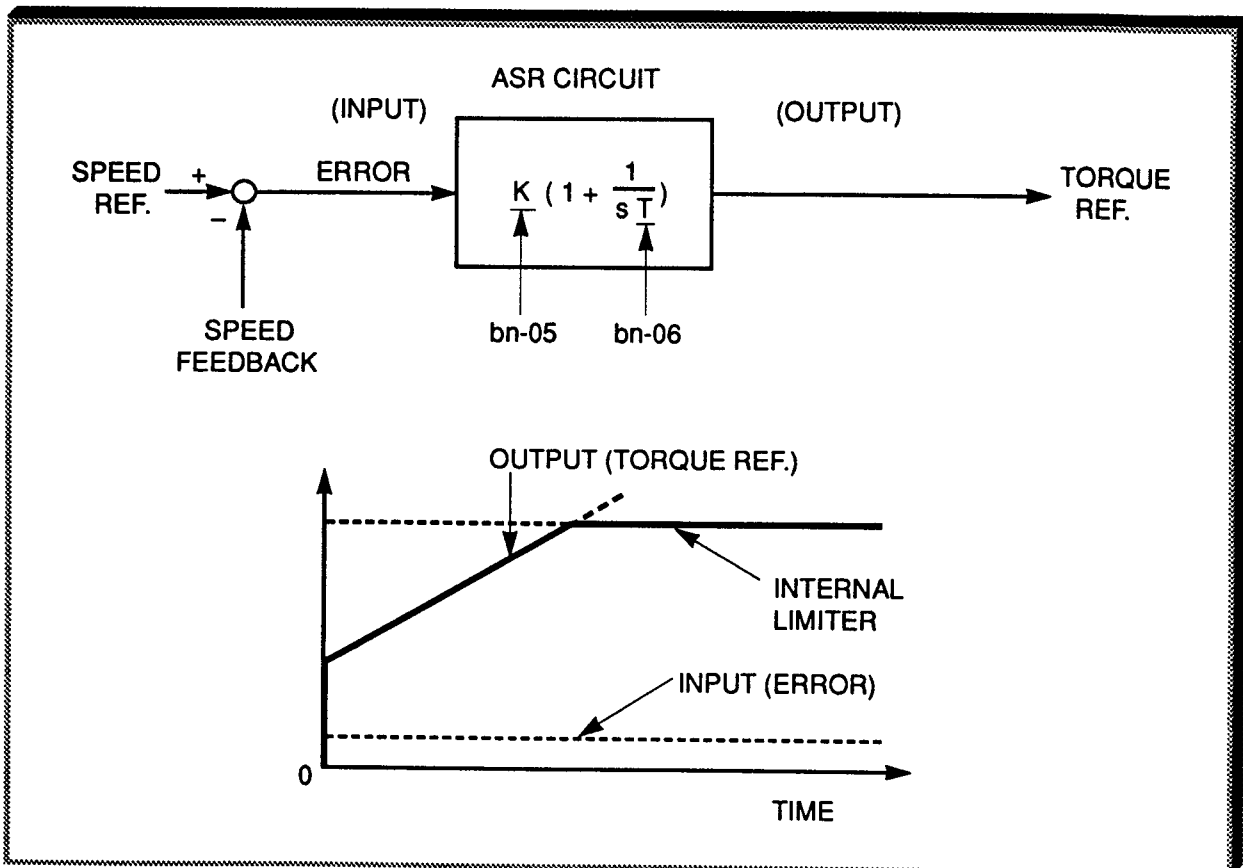 ASR CIRCUIT
(INPUT)
(OUTPUT)
SPEED
REF.
+
−
ERROR
K ( 1 + 1 / s T )
TORQUE
REF.
SPEED
FEEDBACK
bn-05
bn-06
OUTPUT (TORQUE REF.)
INTERNAL
LIMITER
INPUT (ERROR)
0
TIME